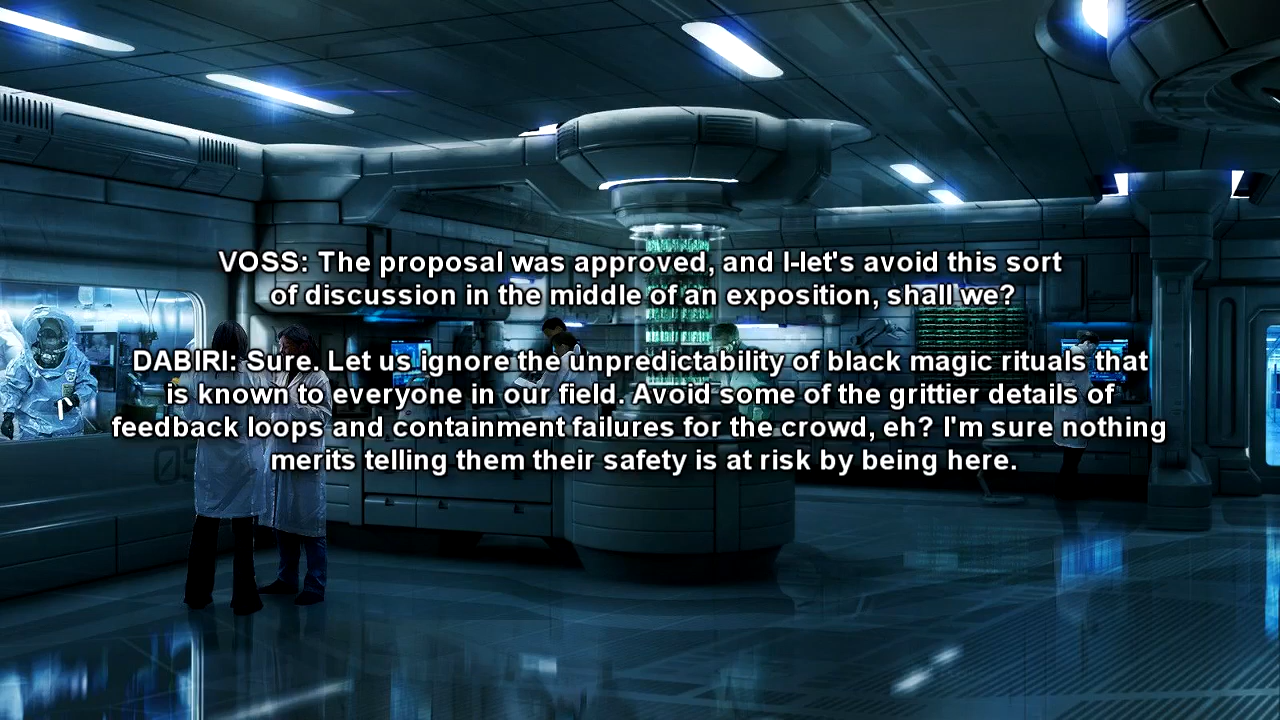 VOSS: The proposal was approved, and I-let's avoid this sort
of discussion in the middle of an exposition, shall we?
DABIRI: Sure. Let us ignore the unpredictability of black magic rituals that
is known to everyone in our field. Avoid some of the grittier details of
feedback loops and containment failures for the crowd, eh? I'm sure nothing
merits telling them their safety is at risk by being here.